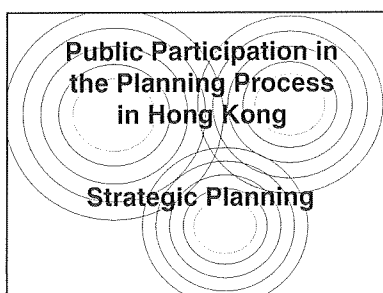 Public Participation in
the Planning Process
in Hong Kong
Strategic Planning